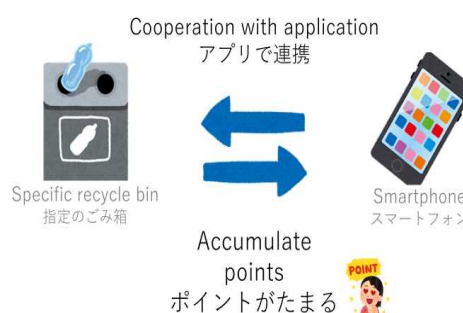 Cooperation with application
アプリで連携
Specific recycle bin
指定のごみ箱
Smartphone
スマートフォン
Accumulate
points
ポイントがたまる
POINT